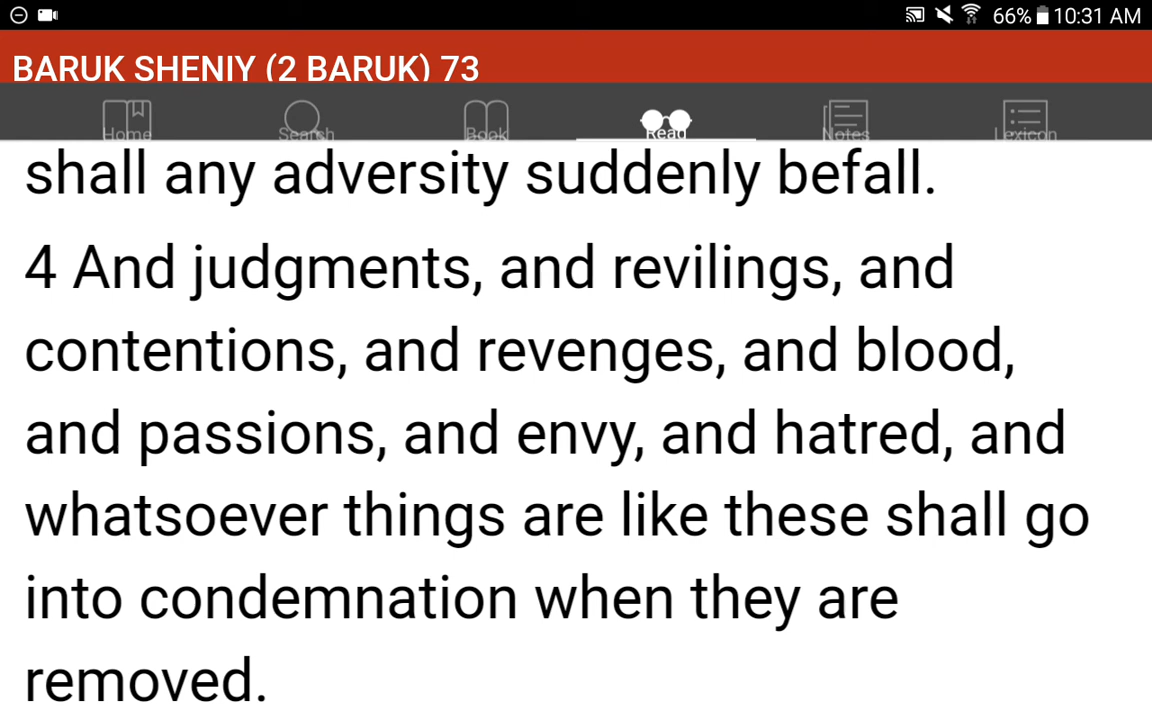 66% 10:31 AM
BARUK SHENIY (2 BARUK) 73
Home Search Book Read Notes Lexicon
shall any adversity suddenly befall.
4 And judgments, and revilings, and
contentions, and revenges, and blood,
and passions, and envy, and hatred, and
whatsoever things are like these shall go
into condemnation when they are
removed.